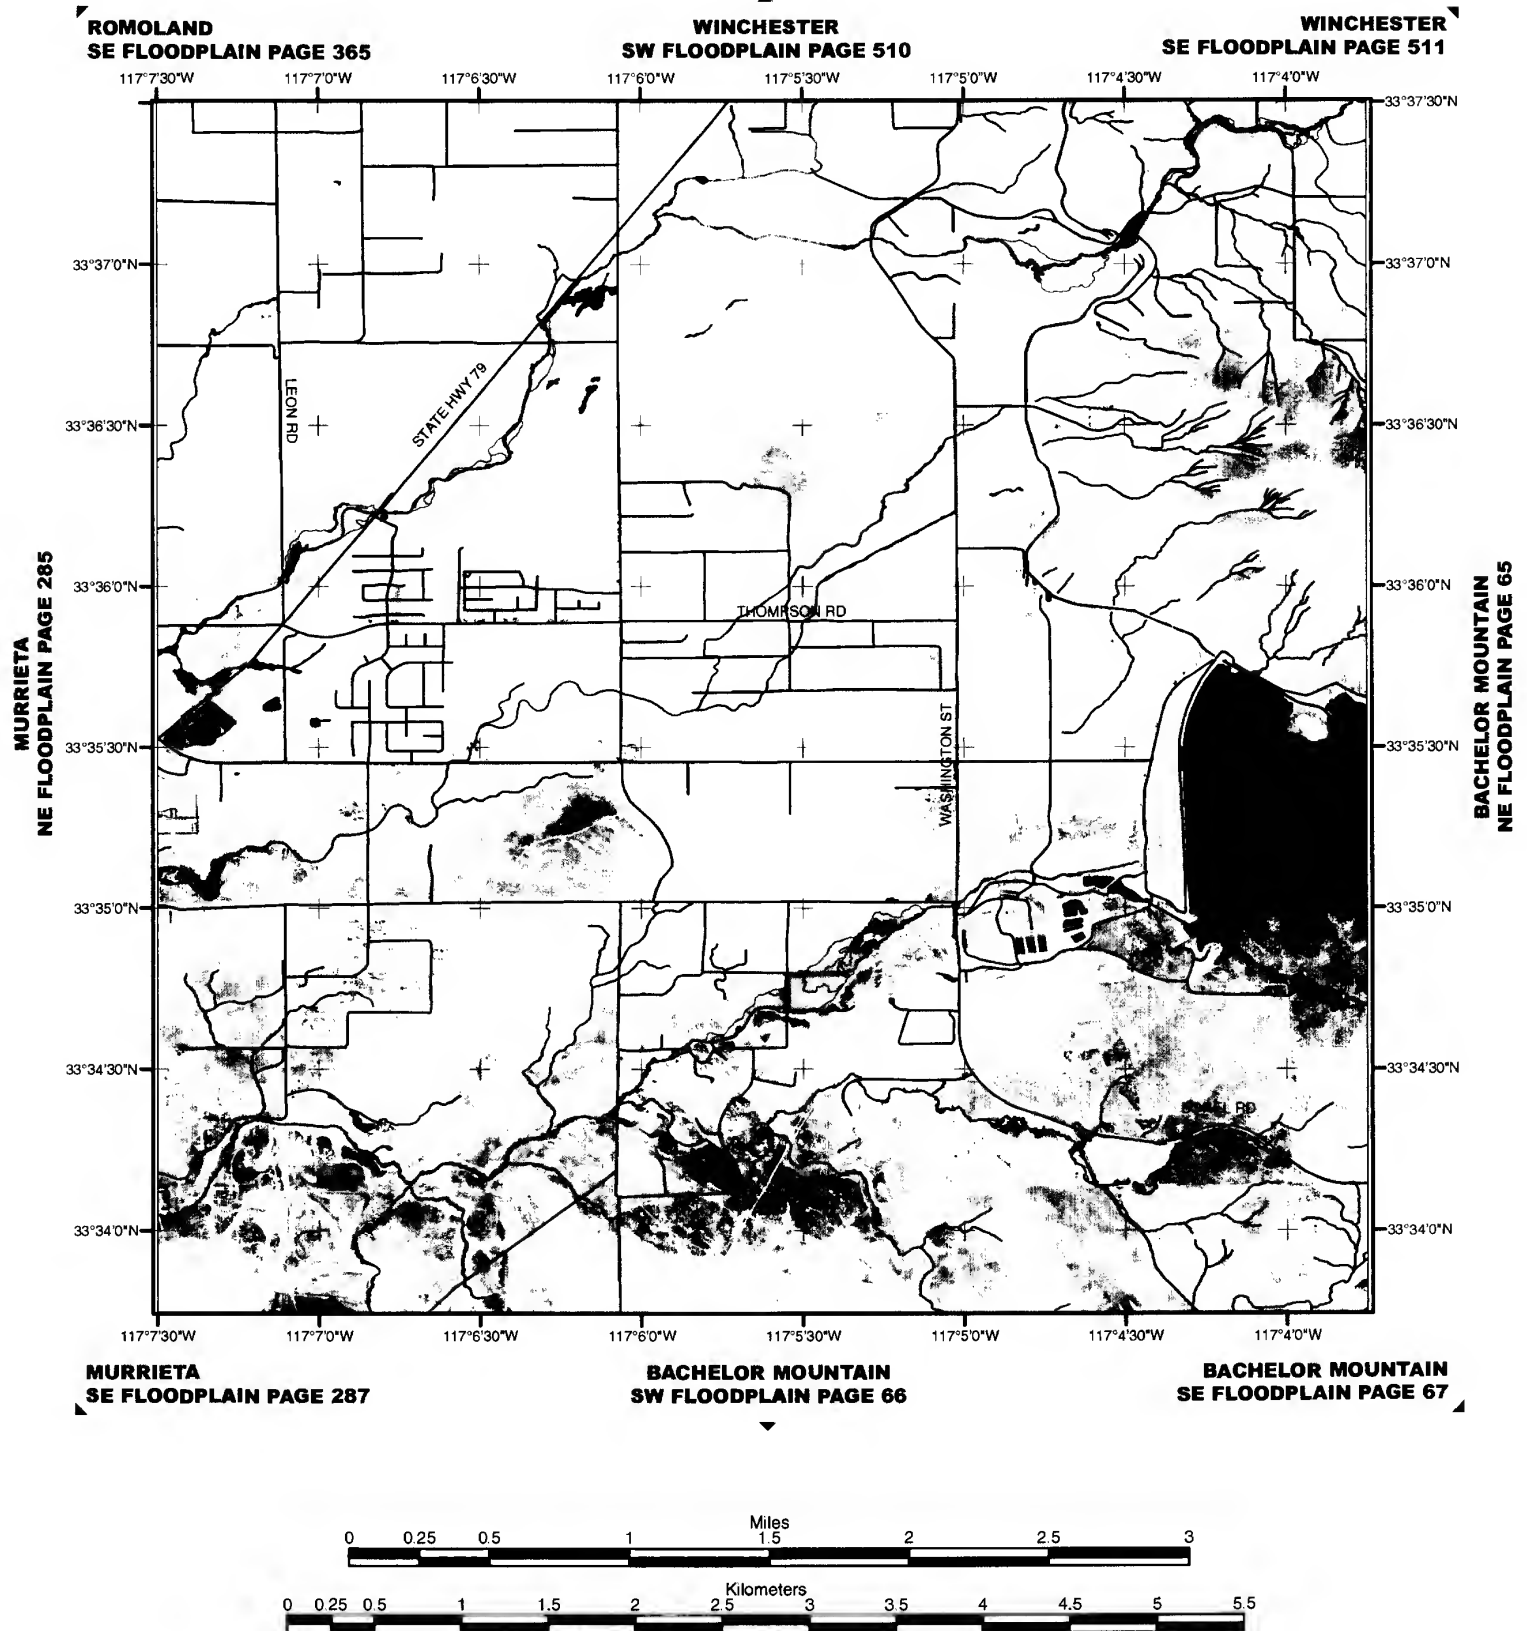 ROMOLAND
SE FLOODPLAIN PAGE 365
WINCHESTER
SW FLOODPLAIN PAGE 510
WINCHESTER
SE FLOODPLAIN PAGE 511
117°7'30"W 117°7'0"W 117°6'30"W 117°6'0"W 117°5'30"W 117°5'0"W 117°4'30"W 117°4'0"W
33°37'30"N
33°37'0"N 33°37'0"N
LEON RD
STATE HWY 79
33°36'30"N 33°36'30"N
MURRIETA
NE FLOODPLAIN PAGE 285
BACHELOR MOUNTAIN
NE FLOODPLAIN PAGE 65
33°36'0"N 33°36'0"N
THOMPSON RD
WASHINGTON ST
33°35'30"N 33°35'30"N
33°35'0"N 33°35'0"N
33°34'30"N 33°34'30"N
RD
33°34'0"N 33°34'0"N
117°7'30"W 117°7'0"W 117°6'30"W 117°6'0"W 117°5'30"W 117°5'0"W 117°4'30"W 117°4'0"W
MURRIETA
SE FLOODPLAIN PAGE 287
BACHELOR MOUNTAIN
SW FLOODPLAIN PAGE 66
BACHELOR MOUNTAIN
SE FLOODPLAIN PAGE 67
Miles
0 0.25 0.5 1 1.5 2 2.5 3
Kilometers
0 0.25 0.5 1 1.5 2 2.5 3 3.5 4 4.5 5 5.5